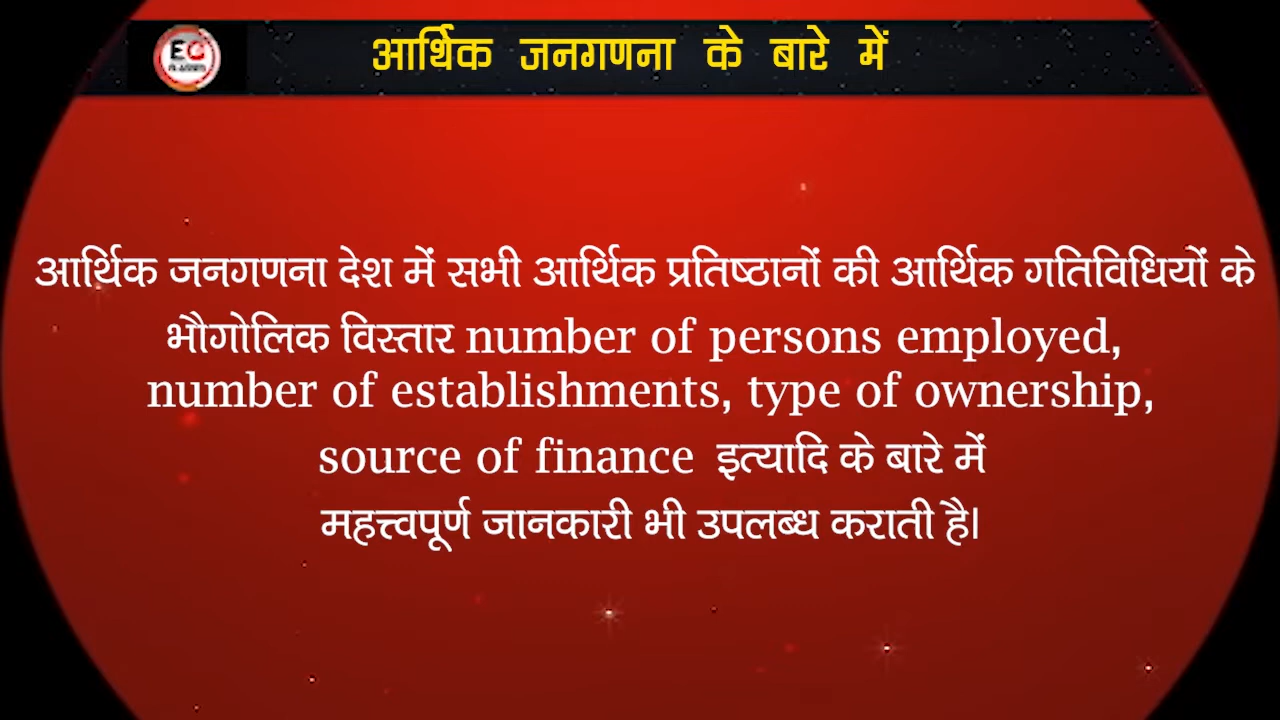 EC
आर्थिक जनगणना के बारे में
आर्थिक जनगणना देश में सभी आर्थिक प्रतिष्ठानों की आर्थिक गतिविधियों के
भौगोलिक विस्तार number of persons employed,
number of establishments, type of ownership,
source of finance इत्यादि के बारे में
महत्त्वपूर्ण जानकारी भी उपलब्ध कराती है।